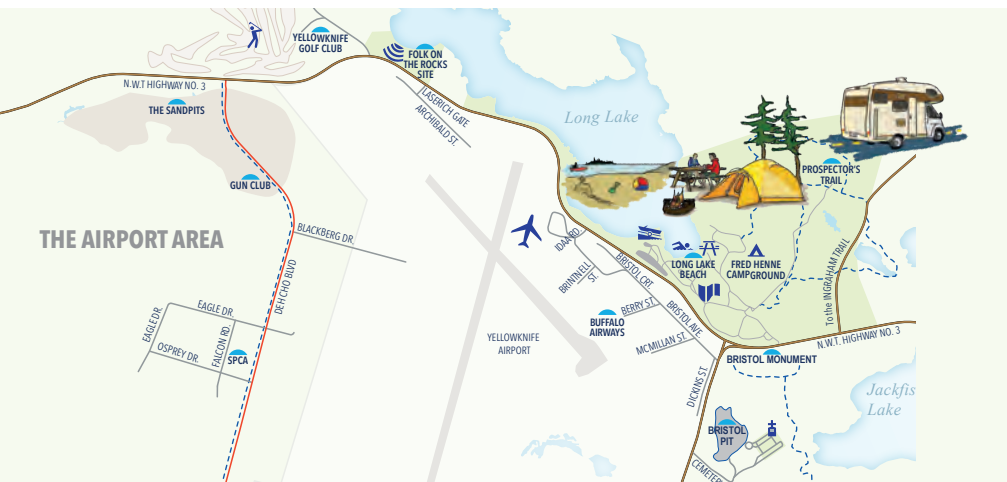 YELLOWKNIFE
GOLF CLUB
FOLK ON
THE ROCKS
SITE
N.W.T HIGHWAY NO. 3
THE SANDPITS
LASERICH GATE
ARCHIBALD ST.
Long Lake
PROSPECTOR'S
TRAIL
GUN CLUB
THE AIRPORT AREA
BLACKBERG DR.
DEH CHO BLVD
IDAA RD.
BRINTNELL
ST.
BRISTOL CRT.
LONG LAKE
BEACH
FRED HENNE
CAMPGROUND
To the INGRAHAM TRAIL
EAGLE DR.
EAGLE DR.
FALCON RD.
OSPREY DR.
SPCA
BERRY ST.
BUFFALO
AIRWAYS
BRISTOL AVE
MCMILLAN ST.
YELLOWKNIFE
AIRPORT
N.W.T. HIGHWAY NO. 3
BRISTOL MONUMENT
DICKINS ST.
Jackfis
Lake
BRISTOL
PIT
CEMETER